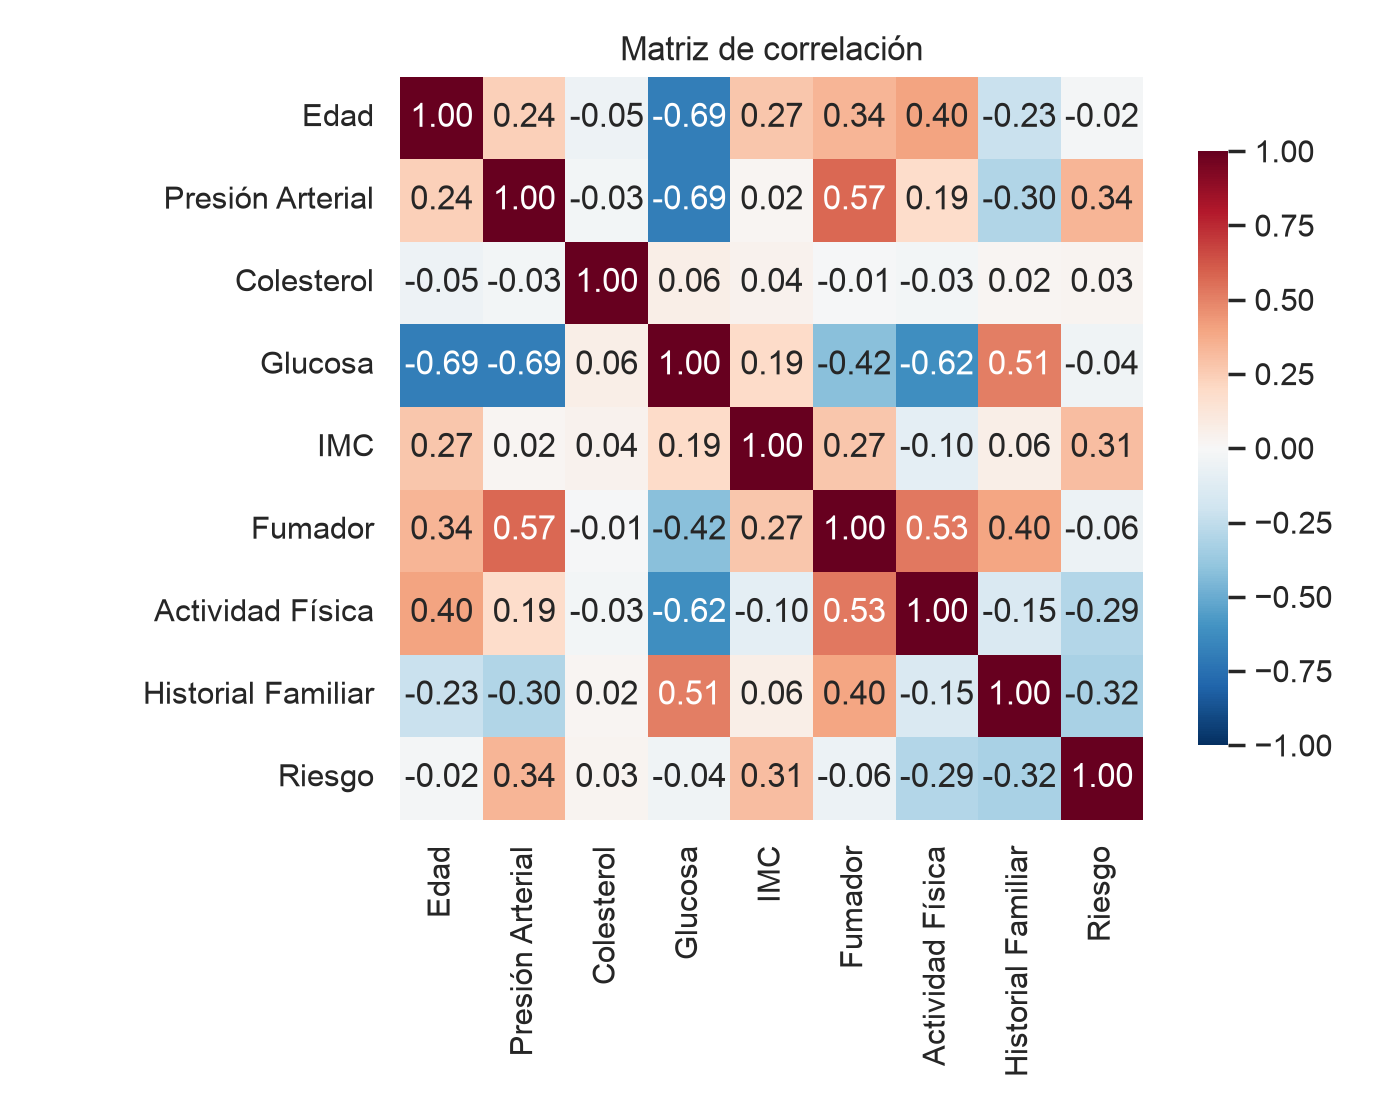 Matriz de correlación
Edad 1.00 0.24 -0.05 -0.69 0.27 0.34 0.40 -0.23 -0.02
Presión Arterial 0.24 1.00 -0.03 -0.69 0.02 0.57 0.19 -0.30 0.34
Colesterol -0.05 -0.03 1.00 0.06 0.04 -0.01 -0.03 0.02 0.03
Glucosa -0.69 -0.69 0.06 1.00 0.19 -0.42 -0.62 0.51 -0.04
IMC 0.27 0.02 0.04 0.19 1.00 0.27 -0.10 0.06 0.31
Fumador 0.34 0.57 -0.01 -0.42 0.27 1.00 0.53 0.40 -0.06
Actividad Física 0.40 0.19 -0.03 -0.62 -0.10 0.53 1.00 -0.15 -0.29
Historial Familiar -0.23 -0.30 0.02 0.51 0.06 0.40 -0.15 1.00 -0.32
Riesgo -0.02 0.34 0.03 -0.04 0.31 -0.06 -0.29 -0.32 1.00
Edad
Presión Arterial
Colesterol
Glucosa
IMC
Fumador
Actividad Física
Historial Familiar
Riesgo
1.00
0.75
0.50
0.25
0.00
−0.25
−0.50
−0.75
−1.00